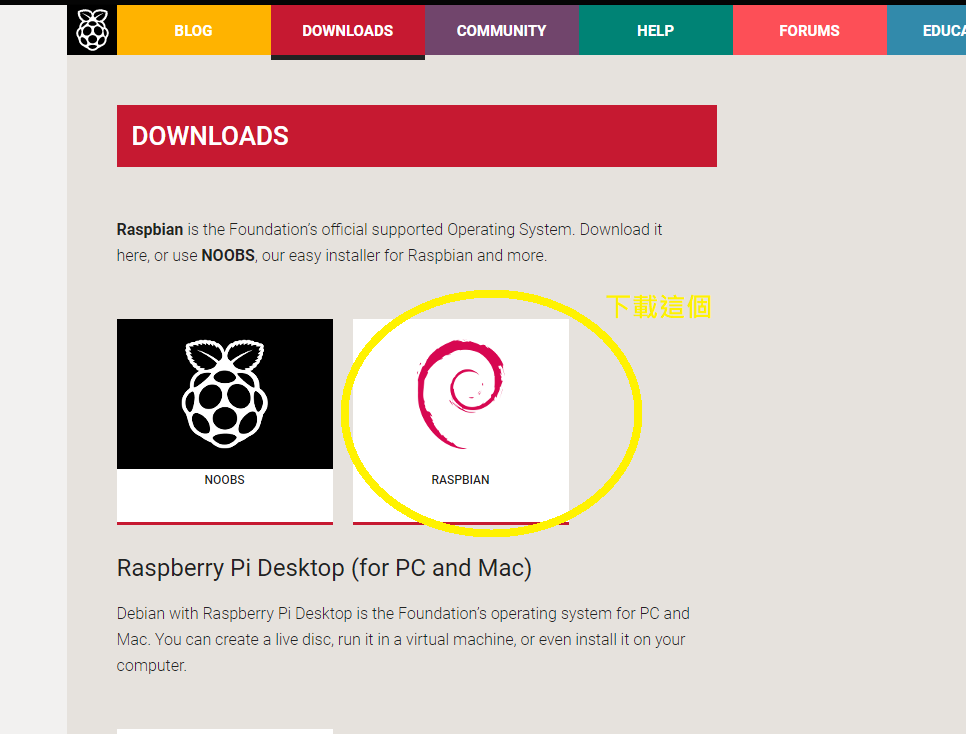 BLOG
DOWNLOADS
COMMUNITY
HELP
FORUMS
EDUCA
DOWNLOADS
Raspbian is the Foundation’s official supported Operating System. Download it
here, or use NOOBS, our easy installer for Raspbian and more.
下載這個
NOOBS
RASPBIAN
Raspberry Pi Desktop (for PC and Mac)
Debian with Raspberry Pi Desktop is the Foundation’s operating system for PC and
Mac. You can create a live disc, run it in a virtual machine, or even install it on your
computer.